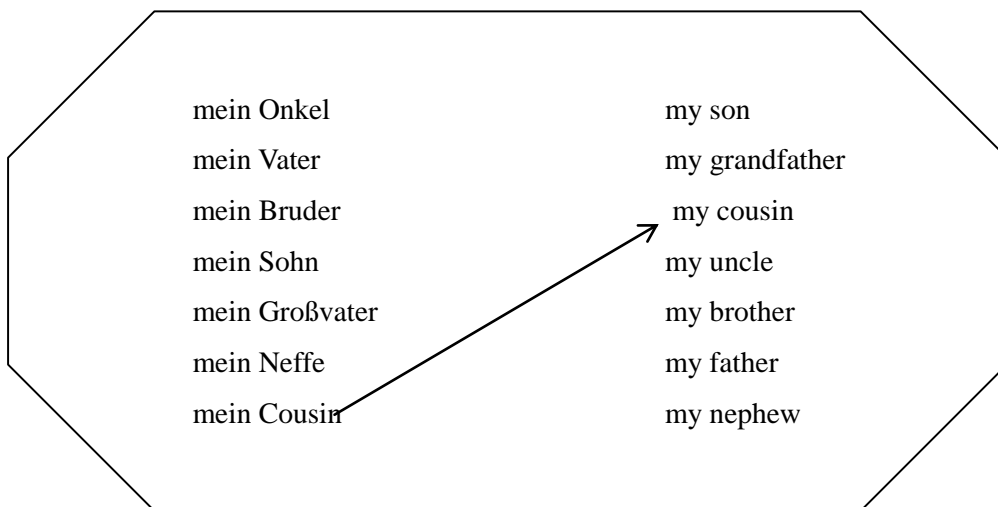 mein Onkel my son
mein Vater my grandfather
mein Bruder my cousin
mein Sohn my uncle
mein Großvater my brother
mein Neffe my father
mein Cousin my nephew